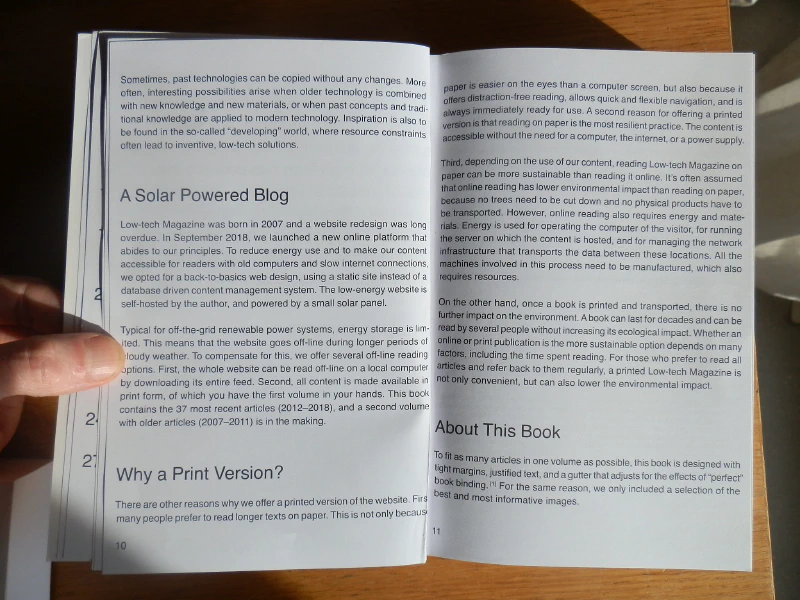 Sometimes, past technologies can be copied without any changes. More
often, interesting possibilities arise when older technology is combined
with new knowledge and new materials, or when past concepts and tradi-
tional knowledge are applied to modern technology. Inspiration is also to
be found in the so-called “developing” world, where resource constraints
often lead to inventive, low-tech solutions.
A Solar Powered Blog
Low-tech Magazine was born in 2007 and a website redesign was long
overdue. In September 2018, we launched a new online platform that
abides to our principles. To reduce energy use and to make our content
accessible for readers with old computers and slow internet connections,
we opted for a back-to-basics web design, using a static site instead of a
database driven content management system. The low-energy website is
self-hosted by the author, and powered by a small solar panel.
Typical for off-the-grid renewable power systems, energy storage is lim-
ited. This means that the website goes off-line during longer periods of
cloudy weather. To compensate for this, we offer several off-line reading
options. First, the whole website can be read off-line on a local computer
by downloading its entire feed. Second, all content is made available in
print form, of which you have the first volume in your hands. This book
contains the 37 most recent articles (2012–2018), and a second volume
with older articles (2007–2011) is in the making.
Why a Print Version?
There are other reasons why we offer a printed version of the website. Firs
many people prefer to read longer texts on paper. This is not only becaus
10
2
24
27
paper is easier on the eyes than a computer screen, but also because it
offers distraction-free reading, allows quick and flexible navigation, and is
always immediately ready for use. A second reason for offering a printed
version is that reading on paper is the most resilient practice. The content is
accessible without the need for a computer, the internet, or a power supply.
Third, depending on the use of our content, reading Low-tech Magazine on
paper can be more sustainable than reading it online. It’s often assumed
that online reading has lower environmental impact than reading on paper,
because no trees need to be cut down and no physical products have to
be transported. However, online reading also requires energy and mate-
rials. Energy is used for operating the computer of the visitor, for running
the server on which the content is hosted, and for managing the network
infrastructure that transports the data between these locations. All the
machines involved in this process need to be manufactured, which also
requires resources.
On the other hand, once a book is printed and transported, there is no
further impact on the environment. A book can last for decades and can be
read by several people without increasing its ecological impact. Whether an
online or print publication is the more sustainable option depends on many
factors, including the time spent reading. For those who prefer to read all
articles and refer back to them regularly, a printed Low-tech Magazine is
not only convenient, but can also lower the environmental impact.
About This Book
To fit as many articles in one volume as possible, this book is designed with
tight margins, justified text, and a gutter that adjusts for the effects of “perfect”
book binding.[1] For the same reason, we only included a selection of the
best and most informative images.
11